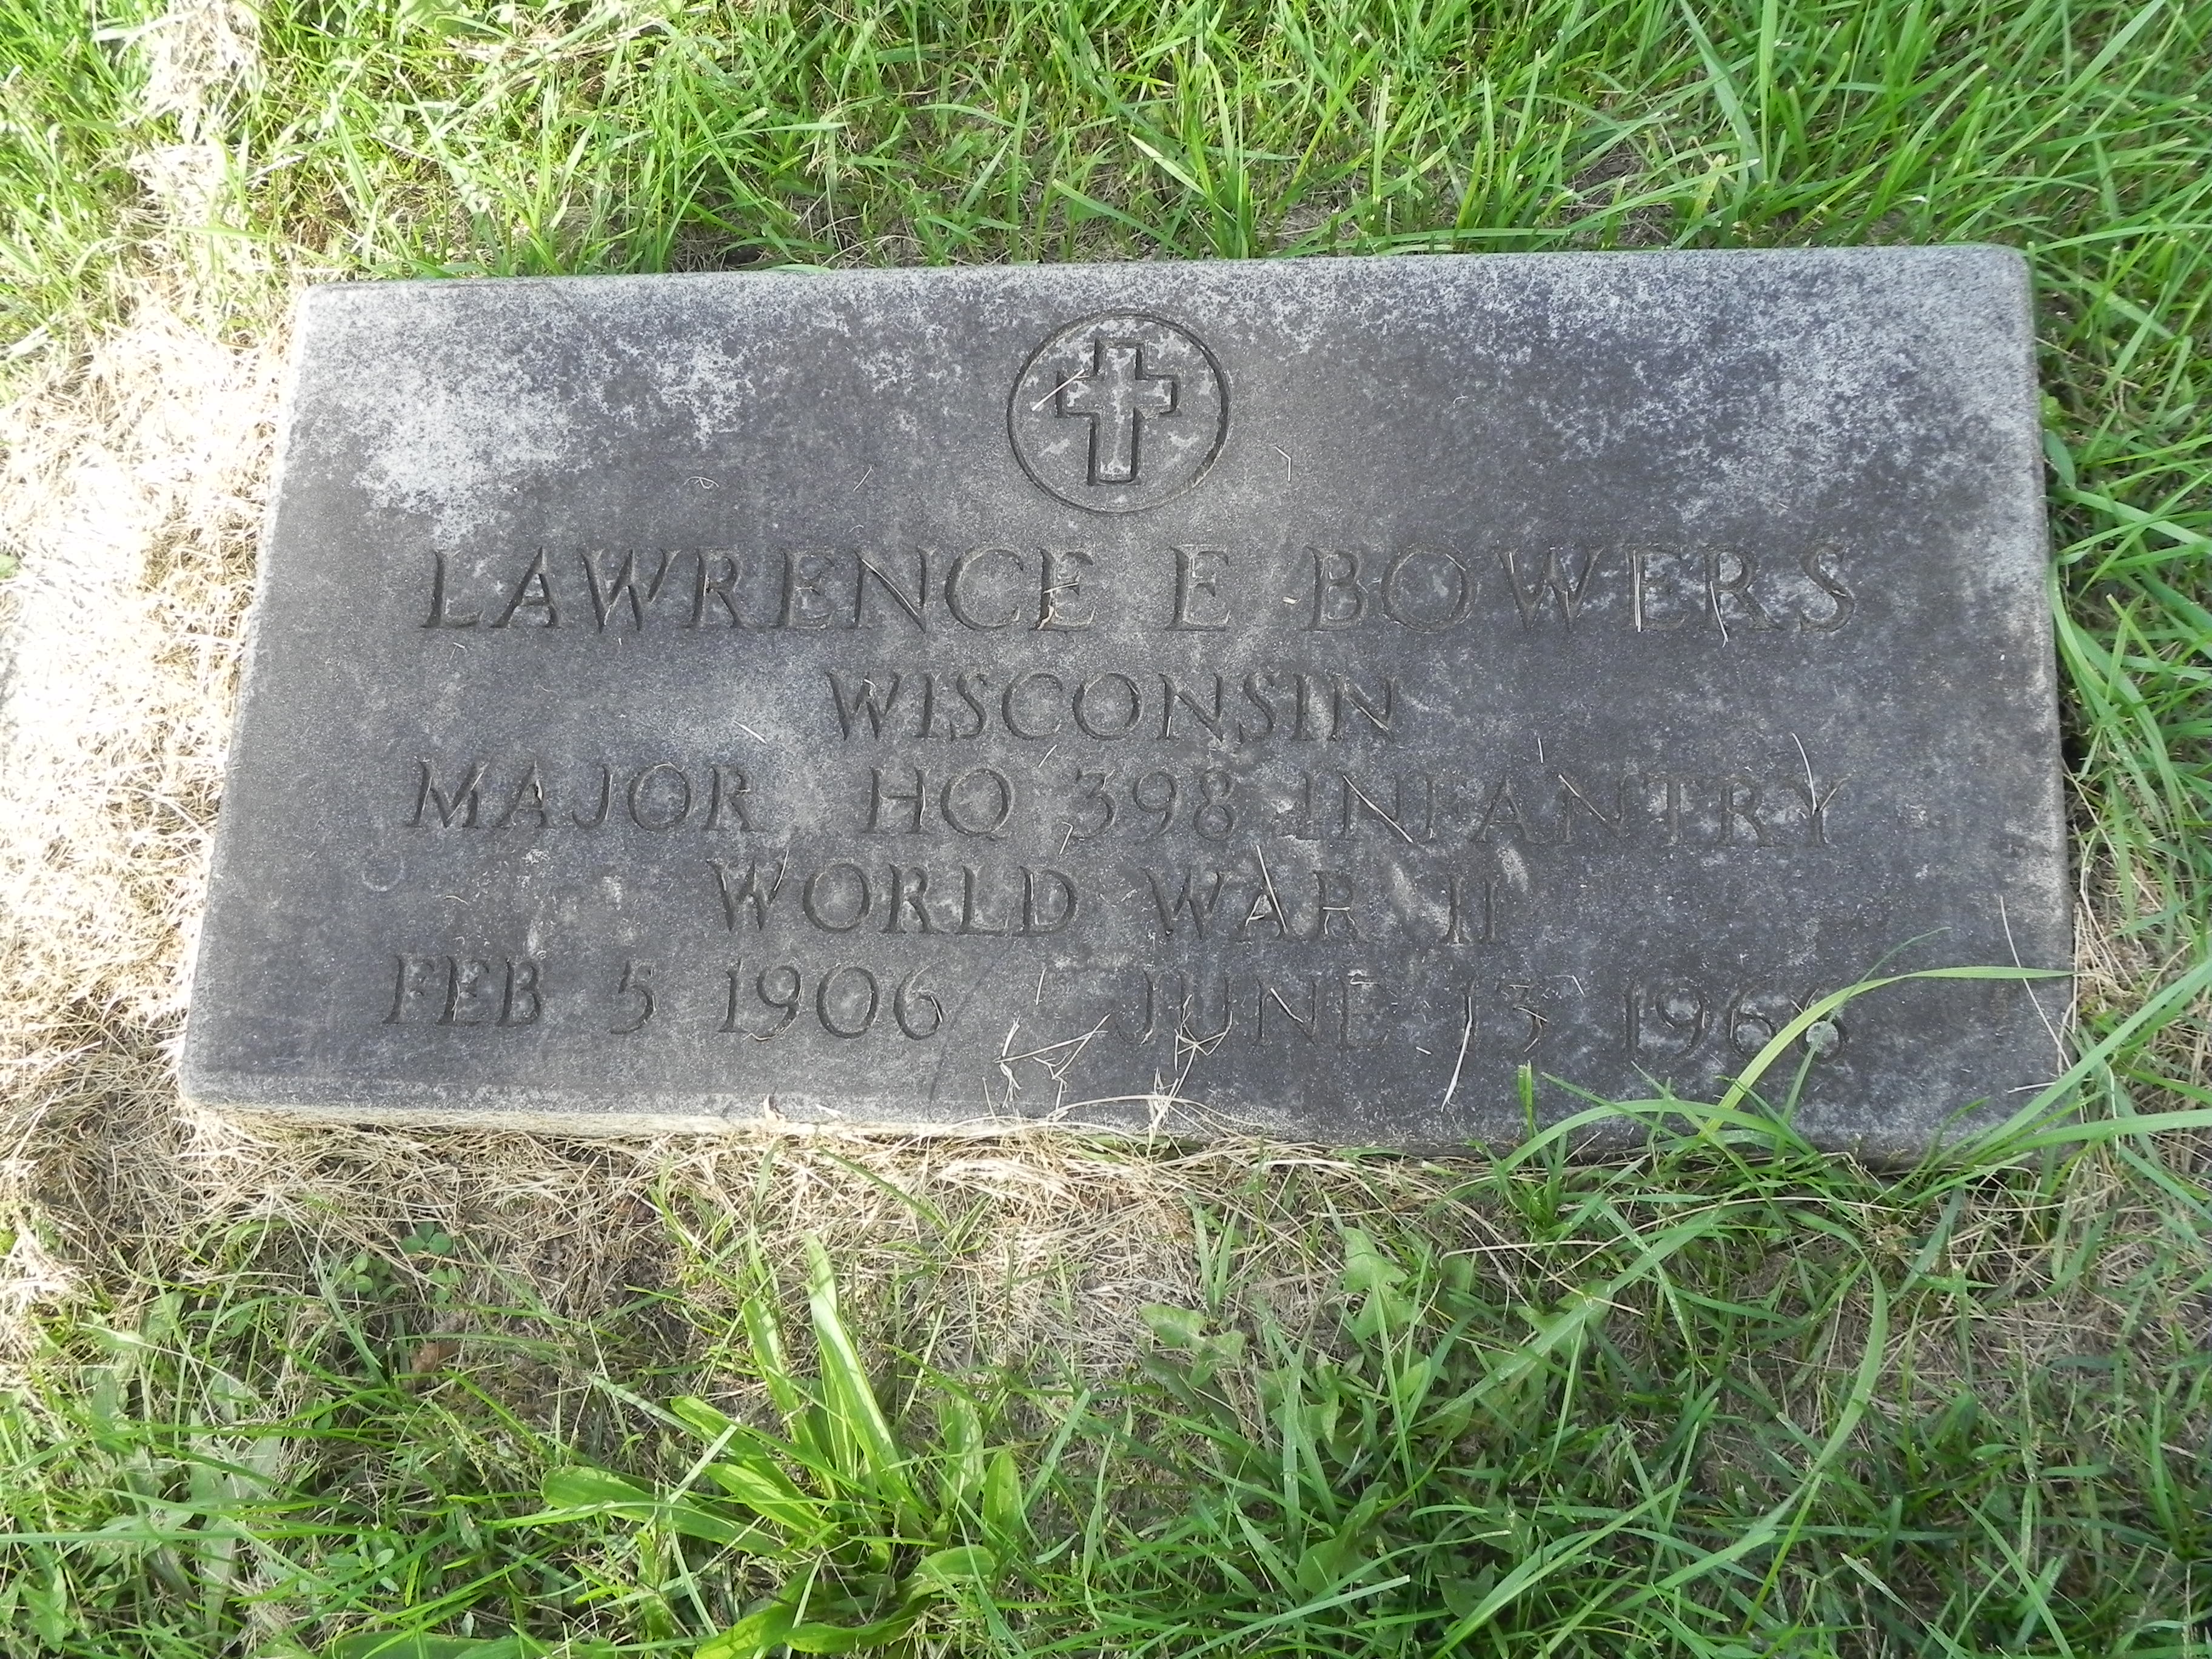 LAWRENCE E BOWERS
WISCONSIN
MAJOR HQ 398 INFANTRY
WORLD WAR II
FEB 5 1906 JUNE 13 1966